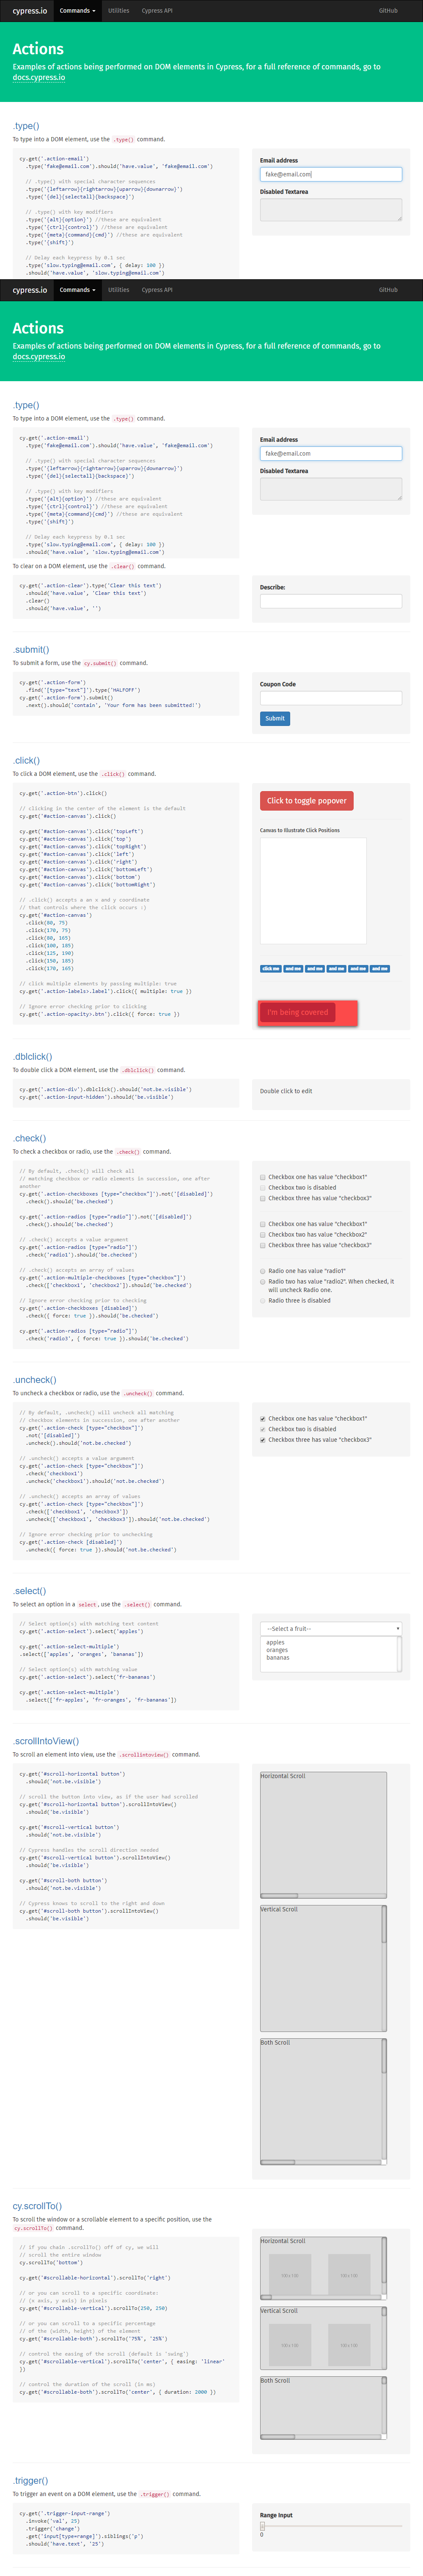 cypress.io Commands Utilities Cypress API GitHub
Actions
Examples of actions being performed on DOM elements in Cypress, for a full reference of commands, go to
docs.cypress.io
.type()
To type into a DOM element, use the .type() command.
cy.get('.action-email')
.type('fake@email.com').should('have.value', 'fake@email.com')
// .type() with special character sequences
.type('{leftarrow}{rightarrow}{uparrow}{downarrow}')
.type('{del}{selectall}{backspace}')
// .type() with key modifiers
.type('{alt}{option}') //these are equivalent
.type('{ctrl}{control}') //these are equivalent
.type('{meta}{command}{cmd}') //these are equivalent
.type('{shift}')
// Delay each keypress by 0.1 sec
.type('slow.typing@email.com', { delay: 100 })
.should('have.value', 'slow.typing@email.com')
Email address
fake@email.com
Disabled Textarea
cypress.io Commands Utilities Cypress API GitHub
Actions
Examples of actions being performed on DOM elements in Cypress, for a full reference of commands, go to
docs.cypress.io
.type()
To type into a DOM element, use the .type() command.
cy.get('.action-email')
.type('fake@email.com').should('have.value', 'fake@email.com')
// .type() with special character sequences
.type('{leftarrow}{rightarrow}{uparrow}{downarrow}')
.type('{del}{selectall}{backspace}')
// .type() with key modifiers
.type('{alt}{option}') //these are equivalent
.type('{ctrl}{control}') //these are equivalent
.type('{meta}{command}{cmd}') //these are equivalent
.type('{shift}')
// Delay each keypress by 0.1 sec
.type('slow.typing@email.com', { delay: 100 })
.should('have.value', 'slow.typing@email.com')
Email address
fake@email.com
Disabled Textarea
To clear on a DOM element, use the .clear() command.
cy.get('.action-clear').type('Clear this text')
.should('have.value', 'Clear this text')
.clear()
.should('have.value', '')
Describe:
.submit()
To submit a form, use the cy.submit() command.
cy.get('.action-form')
.find('[type="text"]').type('HALFOFF')
cy.get('.action-form').submit()
.next().should('contain', 'Your form has been submitted!')
Coupon Code
Submit
.click()
To click a DOM element, use the .click() command.
cy.get('.action-btn').click()
// clicking in the center of the element is the default
cy.get('#action-canvas').click()
cy.get('#action-canvas').click('topLeft')
cy.get('#action-canvas').click('top')
cy.get('#action-canvas').click('topRight')
cy.get('#action-canvas').click('left')
cy.get('#action-canvas').click('right')
cy.get('#action-canvas').click('bottomLeft')
cy.get('#action-canvas').click('bottom')
cy.get('#action-canvas').click('bottomRight')
// .click() accepts a an x and y coordinate
// that controls where the click occurs :)
cy.get('#action-canvas')
.click(80, 75)
.click(170, 75)
.click(80, 165)
.click(100, 185)
.click(125, 190)
.click(150, 185)
.click(170, 165)
// click multiple elements by passing multiple: true
cy.get('.action-labels>.label').click({ multiple: true })
// ignore error checking prior to clicking
cy.get('.action-opacity>.btn').click({ force: true })
Click to toggle popover
Canvas to Illustrate Click Positions
click me and me and me and me and me and me
I'm being covered
.dblclick()
To double click a DOM element, use the .dblclick() command.
cy.get('.action-div').dblclick().should('not.be.visible')
cy.get('.action-input-hidden').should('be.visible')
Double click to edit
.check()
To check a checkbox or radio, use the .check() command.
// By default, .check() will check all
// matching checkbox or radio elements in succession, one after
another
cy.get('.action-checkboxes [type="checkbox"]').not('[disabled]')
.check().should('be.checked')
cy.get('.action-radios [type="radio"]').not('[disabled]')
.check().should('be.checked')
// .check() accepts a value argument
cy.get('.action-radios [type="radio"]')
.check('radio1').should('be.checked')
// .check() accepts an array of values
cy.get('.action-multiple-checkboxes [type="checkbox"]')
.check(['checkbox1', 'checkbox2']).should('be.checked')
// Ignore error checking prior to checking
cy.get('.action-checkboxes [disabled]')
.check({ force: true }).should('be.checked')
cy.get('.action-radios [type="radio"]')
.check('radio3', { force: true }).should('be.checked')
Checkbox one has value "checkbox1"
Checkbox two is disabled
Checkbox three has value "checkbox3"
Checkbox one has value "checkbox1"
Checkbox two has value "checkbox2"
Checkbox three has value "checkbox3"
Radio one has value "radio1"
Radio two has value "radio2". When checked, it
will uncheck Radio one.
Radio three is disabled
.uncheck()
To uncheck a checkbox or radio, use the .uncheck() command.
// By default, .uncheck() will uncheck all matching
// checkbox elements in succession, one after another
cy.get('.action-check [type="checkbox"]')
.not('[disabled]')
.uncheck().should('not.be.checked')
// .uncheck() accepts a value argument
cy.get('.action-check [type="checkbox"]')
.check('checkbox1')
.uncheck('checkbox1').should('not.be.checked')
// .uncheck() accepts an array of values
cy.get('.action-check [type="checkbox"]')
.check(['checkbox1', 'checkbox3'])
.uncheck(['checkbox1', 'checkbox3']).should('not.be.checked')
// Ignore error checking prior to unchecking
cy.get('.action-check [disabled]')
.uncheck({ force: true }).should('not.be.checked')
Checkbox one has value "checkbox1"
Checkbox two is disabled
Checkbox three has value "checkbox3"
.select()
To select an option in a select, use the .select() command.
// Select option(s) with matching text content
cy.get('.action-select').select('apples')
cy.get('.action-select-multiple')
.select(['apples', 'oranges', 'bananas'])
// Select option(s) with matching value
cy.get('.action-select').select('fr-bananas')
cy.get('.action-select-multiple')
.select(['fr-apples', 'fr-oranges', 'fr-bananas'])
--Select a fruit--
apples
oranges
bananas
.scrollIntoView()
To scroll an element into view, use the .scrollintoview() command.
cy.get('#scroll-horizontal button')
.should('not.be.visible')
// scroll the button into view, as if the user had scrolled
cy.get('#scroll-horizontal button').scrollIntoView()
.should('be.visible')
cy.get('#scroll-vertical button')
.should('not.be.visible')
// Cypress handles the scroll direction needed
cy.get('#scroll-vertical button').scrollIntoView()
.should('be.visible')
cy.get('#scroll-both button')
.should('not.be.visible')
// Cypress knows to scroll to the right and down
cy.get('#scroll-both button').scrollIntoView()
.should('be.visible')
Horizontal Scroll
Vertical Scroll
Both Scroll
cy.scrollTo()
To scroll the window or a scrollable element to a specific position, use the
cy.scrollTo() command.
// if you chain .scrollTo() off of cy, we will
// scroll the entire window
cy.scrollTo('bottom')
cy.get('#scrollable-horizontal').scrollTo('right')
// or you can scroll to a specific coordinate:
// (x axis, y axis) in pixels
cy.get('#scrollable-vertical').scrollTo(250, 250)
// or you can scroll to a specific percentage
// of the (width, height) of the element
cy.get('#scrollable-both').scrollTo('75%', '25%')
// control the easing of the scroll (default is 'swing')
cy.get('#scrollable-vertical').scrollTo('center', { easing: 'linear'
})
// control the duration of the scroll (in ms)
cy.get('#scrollable-both').scrollTo('center', { duration: 2000 })
Horizontal Scroll
Vertical Scroll
Both Scroll
.trigger()
To trigger an event on a DOM element, use the .trigger() command.
cy.get('.trigger-input-range')
.invoke('val', 25)
.trigger('change')
.get('input[type=range]').siblings('p')
.should('have.text', '25')
Range Input
0